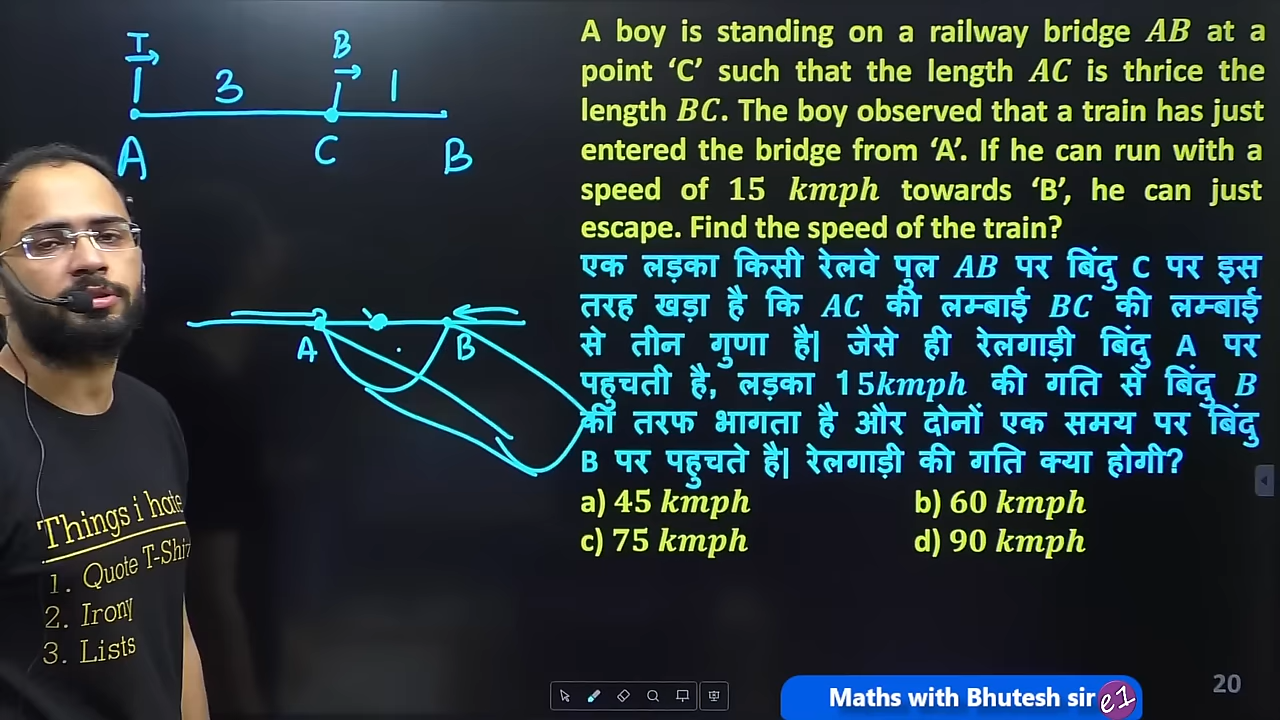 T
B
3
1
A
C
B
A
B
A boy is standing on a railway bridge AB at a
point ‘C’ such that the length AC is thrice the
length BC. The boy observed that a train has just
entered the bridge from ‘A’. If he can run with a
speed of 15 kmph towards ‘B’, he can just
escape. Find the speed of the train?
एक लड़का किसी रेलवे पुल AB पर बिंदु C पर इस
तरह खड़ा है कि AC की लम्बाई BC की लम्बाई
से तीन गुणा है| जैसे ही रेलगाड़ी बिंदु A पर
पहुचती है, लड़का 15kmph की गति से बिंदु B
की तरफ भागता है और दोनों एक समय पर बिंदु
B पर पहुचते है| रेलगाड़ी की गति क्या होगी?
a) 45 kmph
b) 60 kmph
c) 75 kmph
d) 90 kmph
Things i hate
1. Quote T-Shi
2. Irony
3. Lists
Maths with Bhutesh sir e1
20